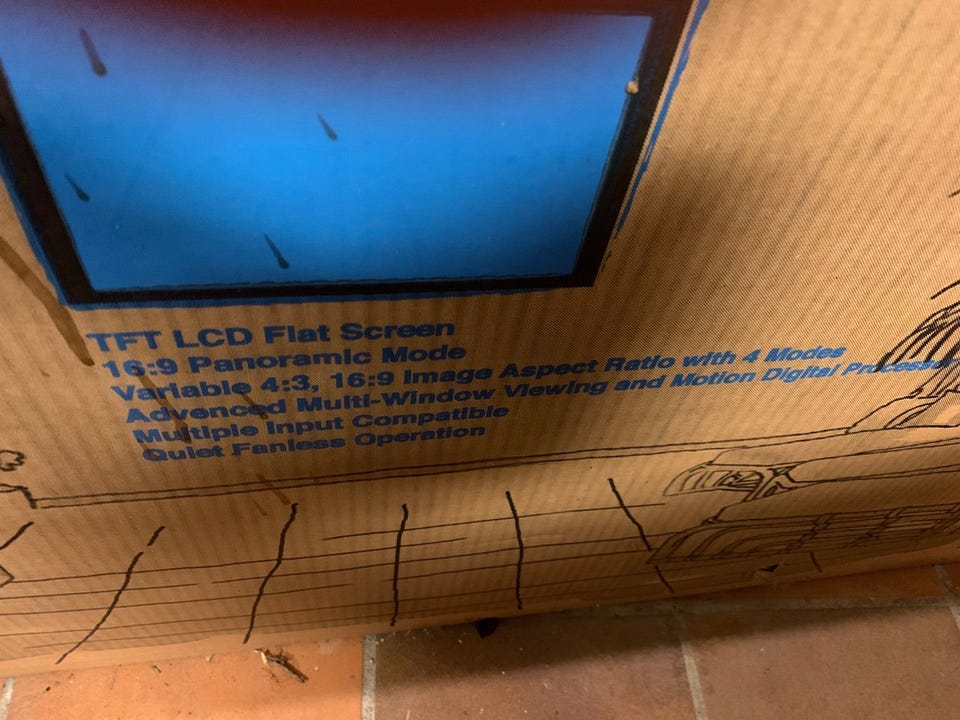 TFT LCD Flat Screen
16:9 Panoramic Mode
Variable 4:3, 16:9 Image Aspect Ratio with 4 Modes
Advanced Multi-Window Viewing and Motion Digital Processor
Multiple Input Compatible
Quiet Fanless Operation